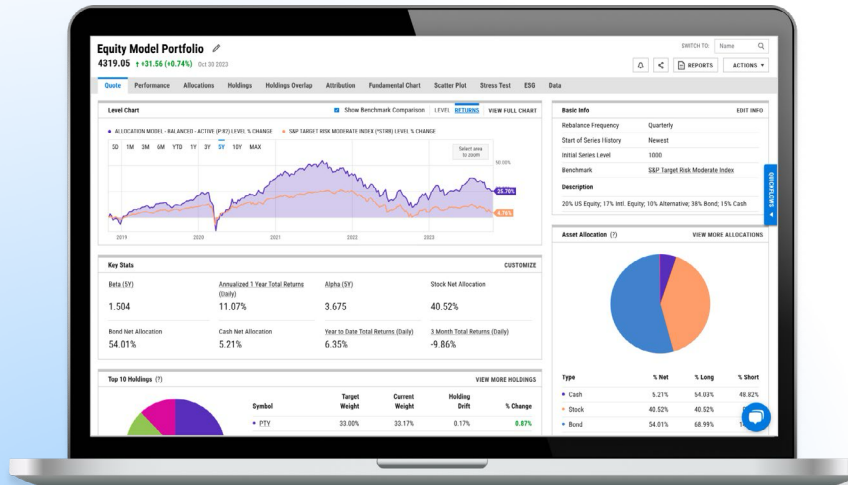 Equity Model Portfolio
SWITCH TO: Name
4319.05 ↑ +31.56 (+0.74%) Oct 30 2023
REPORTS ACTIONS
Quote Performance Allocations Holdings Holdings Overlap Attribution Fundamental Chart Scatter Plot Stress Test ESG Data
Level Chart Show Benchmark Comparison LEVEL RETURNS VIEW FULL CHART
ALLOCATION MODEL - BALANCED - ACTIVE (P:82) LEVEL % CHANGE S&P TARGET RISK MODERATE INDEX (^STRR) LEVEL % CHANGE
5D 1M 3M 6M YTD 1Y 3Y 5Y 10Y MAX
Select area
to zoom
50.00%
25.70%
2019 2020 2021 2022 2023
Basic Info EDIT INFO
Rebalance Frequency Quarterly
Start of Series History Newest
Initial Series Level 1000
Benchmark S&P Target Risk Moderate Index
Description
20% US Equity; 17% Intl. Equity; 10% Alternative; 38% Bond; 15% Cash
QUICKFLOWS
Key Stats CUSTOMIZE
Beta (5Y) Annualized 1 Year Total Returns (Daily) Alpha (5Y) Stock Net Allocation
1.504 11.07% 3.675 40.52%
Bond Net Allocation Cash Net Allocation Year to Date Total Returns (Daily) 3 Month Total Returns (Daily)
54.01% 5.21% 6.35% -9.86%
Asset Allocation (?) VIEW MORE ALLOCATIONS
Type % Net % Long % Short
Cash 5.21% 54.03% 48.82%
Stock 40.52% 40.52%
Bond 54.01% 68.99%
Top 10 Holdings (?) VIEW MORE HOLDINGS
Symbol Target Weight Current Weight Holding Drift % Change
PTY 33.00% 33.17% 0.17% 0.87%